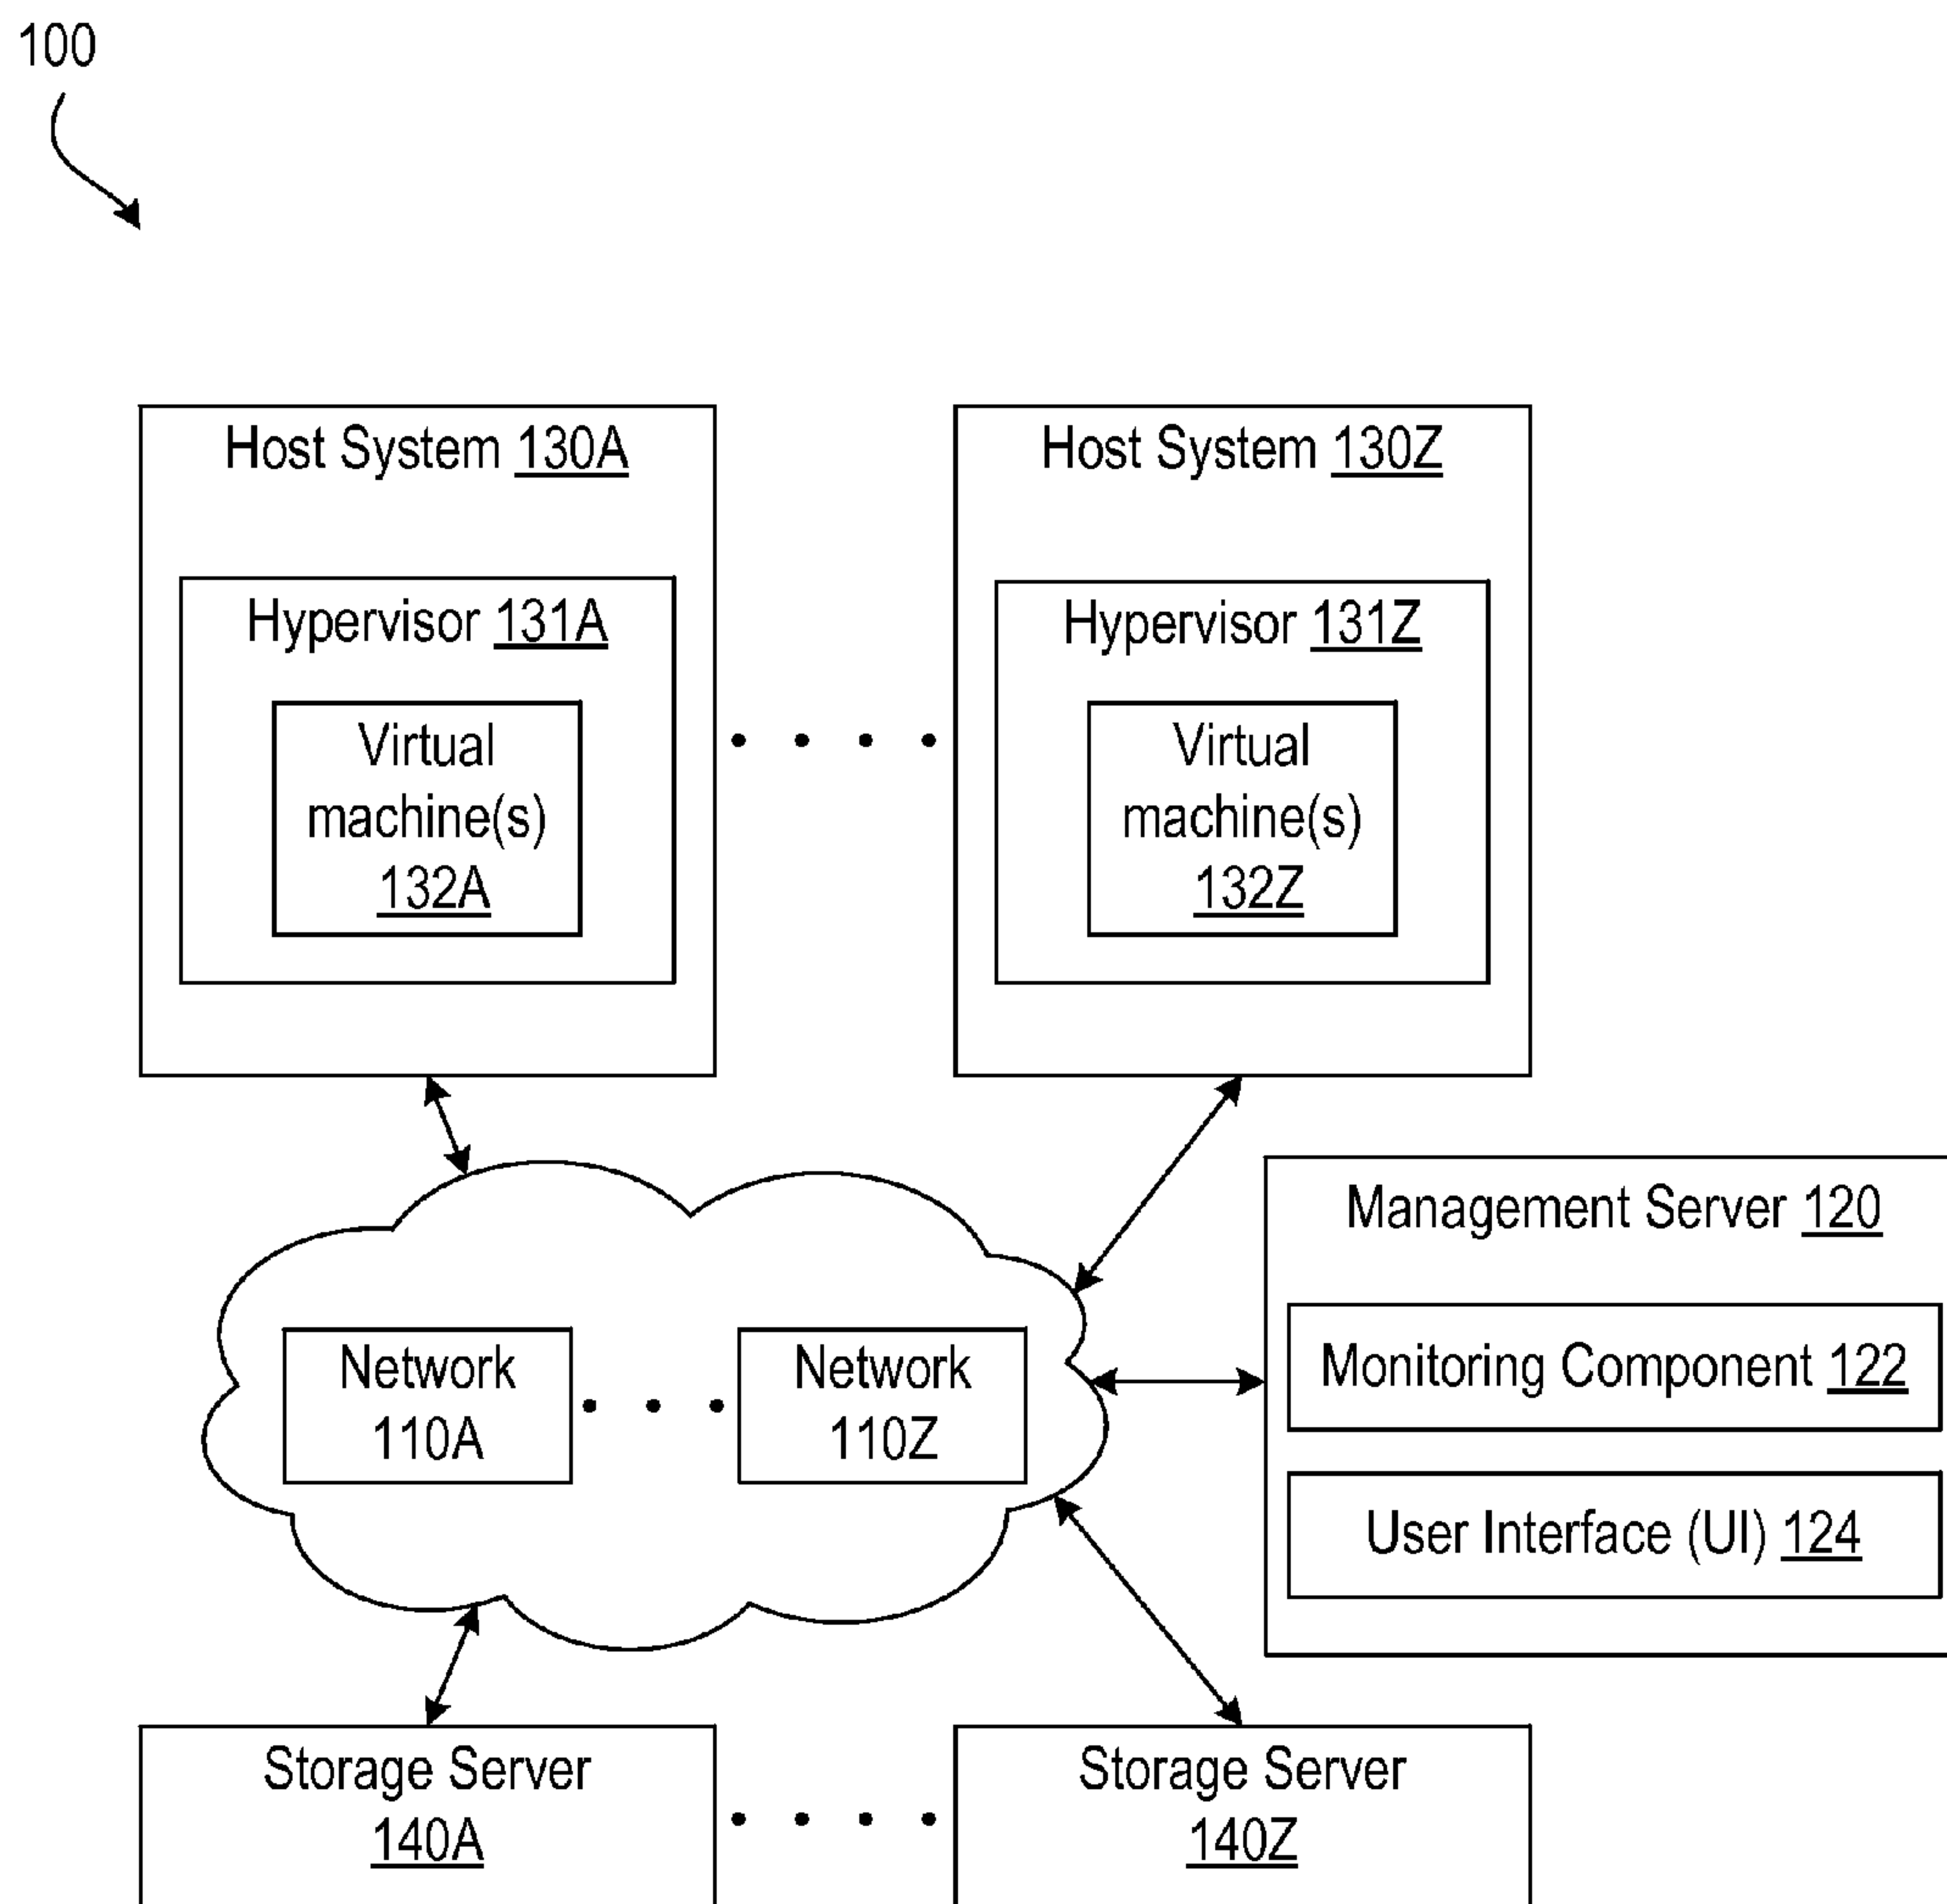 100
Host System 130A
Host System 130Z
Hypervisor 131A
Hypervisor 131Z
Virtual
machine(s)
132A
Virtual
machine(s)
132Z
Management Server 120
Network
110A
Network
110Z
Monitoring Component 122
User Interface (UI) 124
Storage Server
140A
Storage Server
140Z